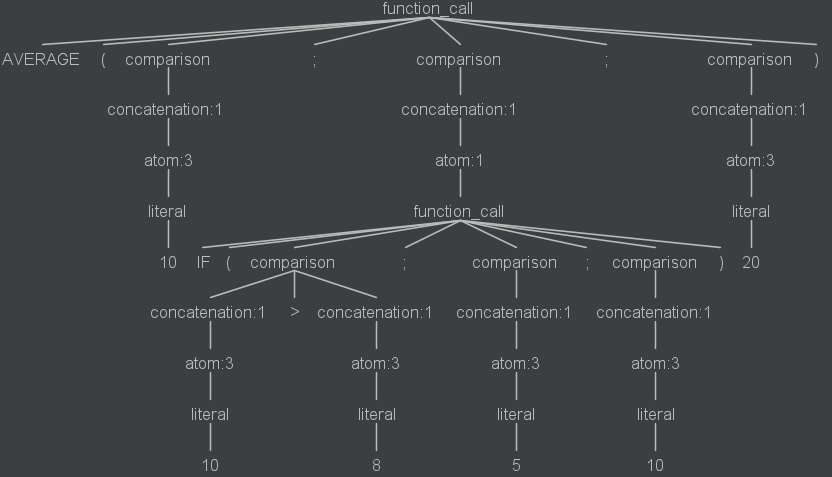 function_call
AVERAGE ( comparison ; comparison ; comparison )
concatenation:1 concatenation:1 concatenation:1
atom:3 atom:1 atom:3
literal function_call literal
10 IF ( comparison ; comparison ; comparison ) 20
concatenation:1 > concatenation:1 concatenation:1 concatenation:1
atom:3 atom:3 atom:3 atom:3
literal literal literal literal
10 8 5 10